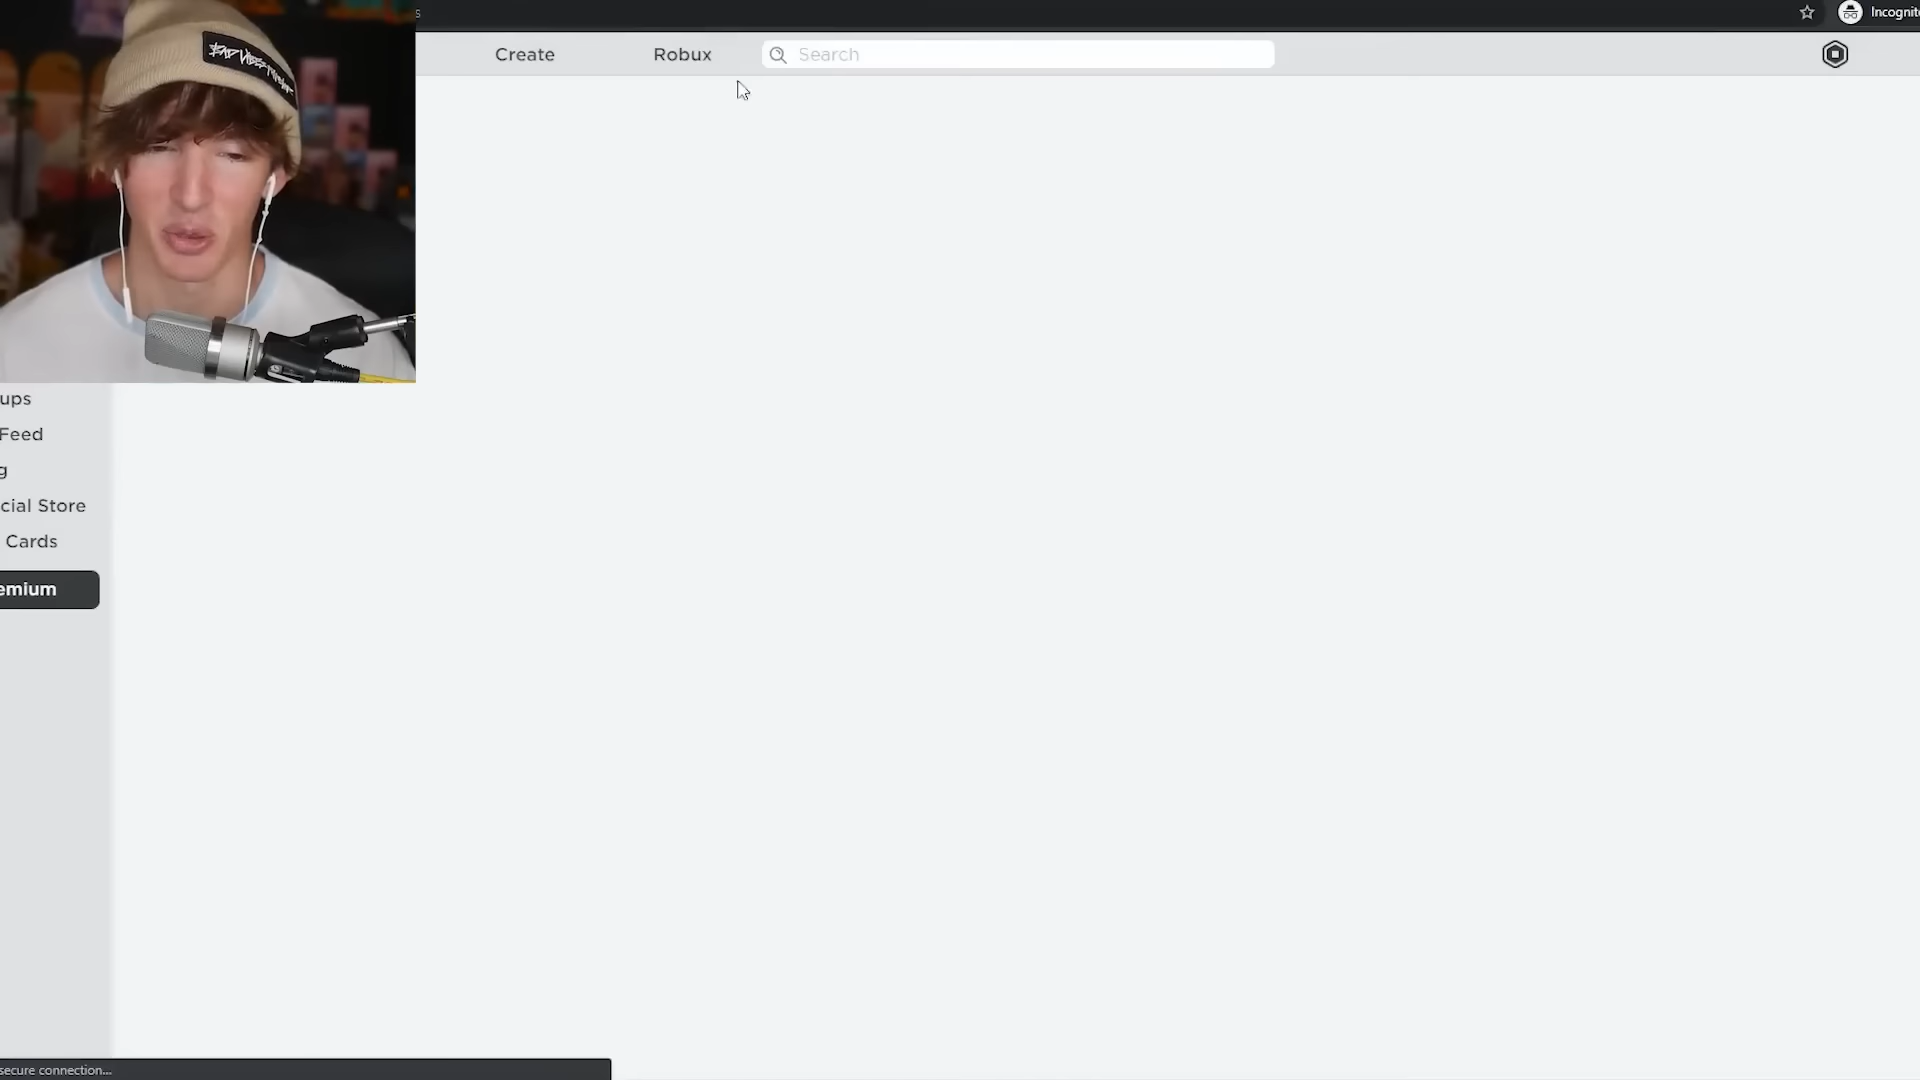 Incognit
Create
Robux
Search
ups
Feed
g
cial Store
Cards
emium
secure connection...